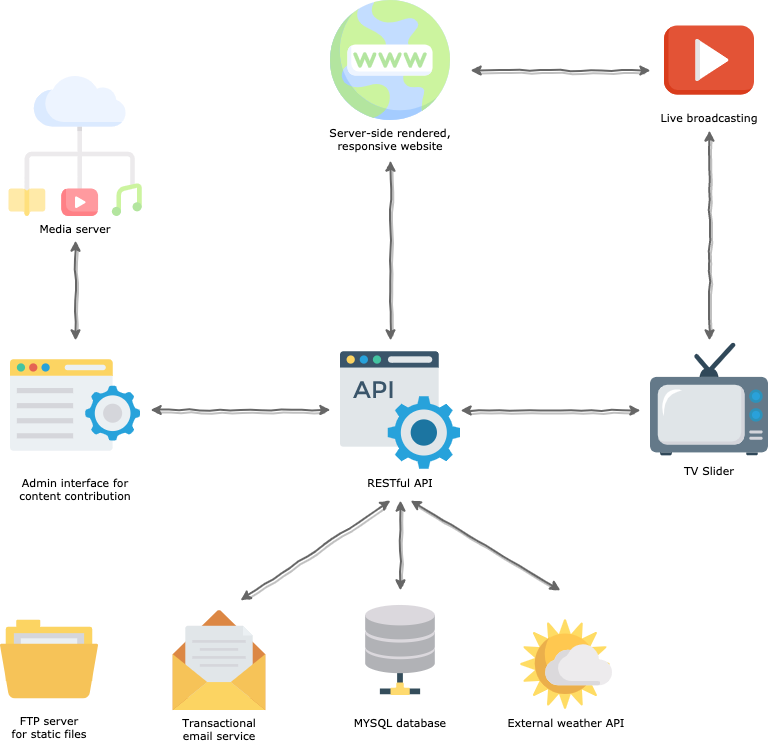 WWW
Server-side rendered,
responsive website
Live broadcasting
Media server
API
Admin interface for
content contribution
RESTful API
TV Slider
FTP server
for static files
Transactional
email service
MYSQL database
External weather API